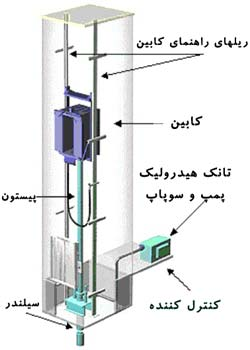 ریلهای راهنمای کابین
کابین
تانک هیدرولیک
پمپ و سوپاپ
پیستون
کنترل کننده
سیلندر